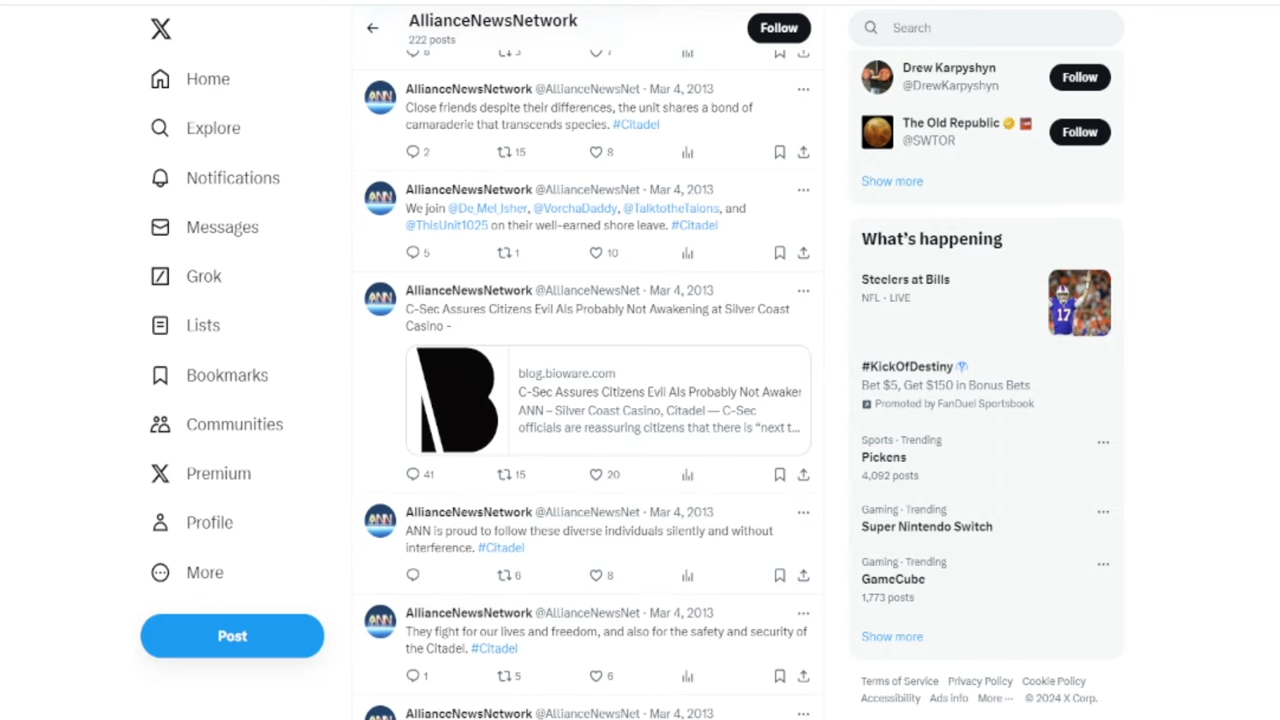 Home
Explore
Notifications
Messages
Grok
Lists
Bookmarks
Communities
Premium
Profile
More
Post
AllianceNewsNetwork
222 posts
Follow
8 3 7
AllianceNewsNetwork @AllianceNewsNet · Mar 4, 2013
Close friends despite their differences, the unit shares a bond of
camaraderie that transcends species. #Citadel
2 15 8
AllianceNewsNetwork @AllianceNewsNet · Mar 4, 2013
We join @De_Mel_Isher, @VorchaDaddy, @TalktotheTalons, and
@ThisUnit1025 on their well-earned shore leave. #Citadel
5 1 10
AllianceNewsNetwork @AllianceNewsNet · Mar 4, 2013
C-Sec Assures Citizens Evil AIs Probably Not Awakening at Silver Coast
Casino -
blog.bioware.com
C-Sec Assures Citizens Evil AIs Probably Not Awaker
ANN – Silver Coast Casino, Citadel — C-Sec
officials are reassuring citizens that there is "next t...
41 15 20
ANN
AllianceNewsNetwork @AllianceNewsNet · Mar 4, 2013
ANN is proud to follow these diverse individuals silently and without
interference. #Citadel
6 8
AllianceNewsNetwork @AllianceNewsNet · Mar 4, 2013
They fight for our lives and freedom, and also for the safety and security of
the Citadel. #Citadel
1 5 6
AllianceNewsNetwork @AllianceNewsNet · Mar 4, 2013
Search
Drew Karpyshyn
@DrewKarpyshyn
Follow
The Old Republic
@SWTOR
Follow
Show more
What's happening
Steelers at Bills
NFL · LIVE
17
#KickOfDestiny
Bet $5, Get $150 in Bonus Bets
Promoted by FanDuel Sportsbook
Sports · Trending
Pickens
4,092 posts
Gaming · Trending
Super Nintendo Switch
Gaming · Trending
GameCube
1,773 posts
Show more
Terms of Service Privacy Policy Cookie Policy
Accessibility Ads info More ··· © 2024 X Corp.